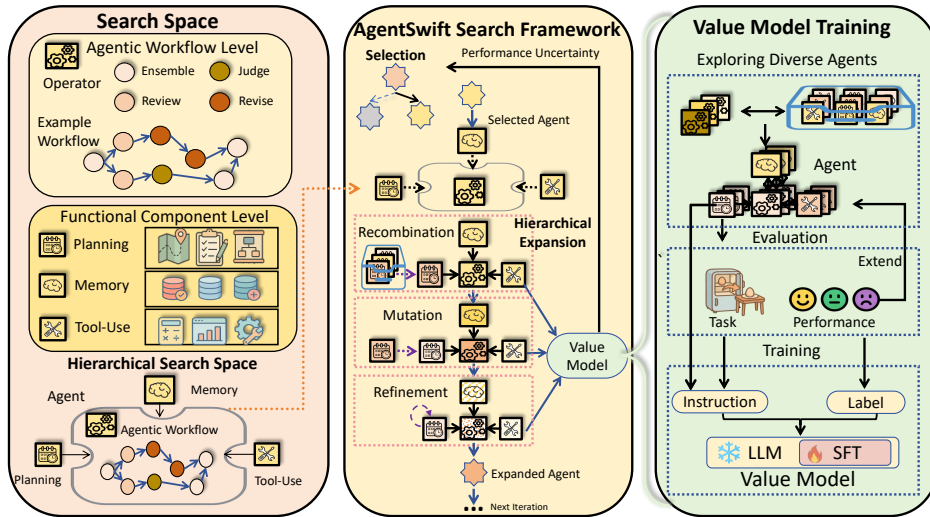 Search Space
Agentic Workflow Level
Operator
Ensemble
Judge
Review
Revise
Example
Workflow
Functional Component Level
Planning
Memory
Tool-Use
Hierarchical Search Space
Agent
Memory
Agentic Workflow
Planning
Tool-Use
AgentSwift Search Framework
Performance Uncertainty
Selection
Selected Agent
Hierarchical
Expansion
Recombination
Mutation
Refinement
Value
Model
Expanded Agent
Next Iteration
Value Model Training
Exploring Diverse Agents
Agent
Evaluation
Extend
Task
Performance
Training
Instruction
Label
LLM
SFT
Value Model